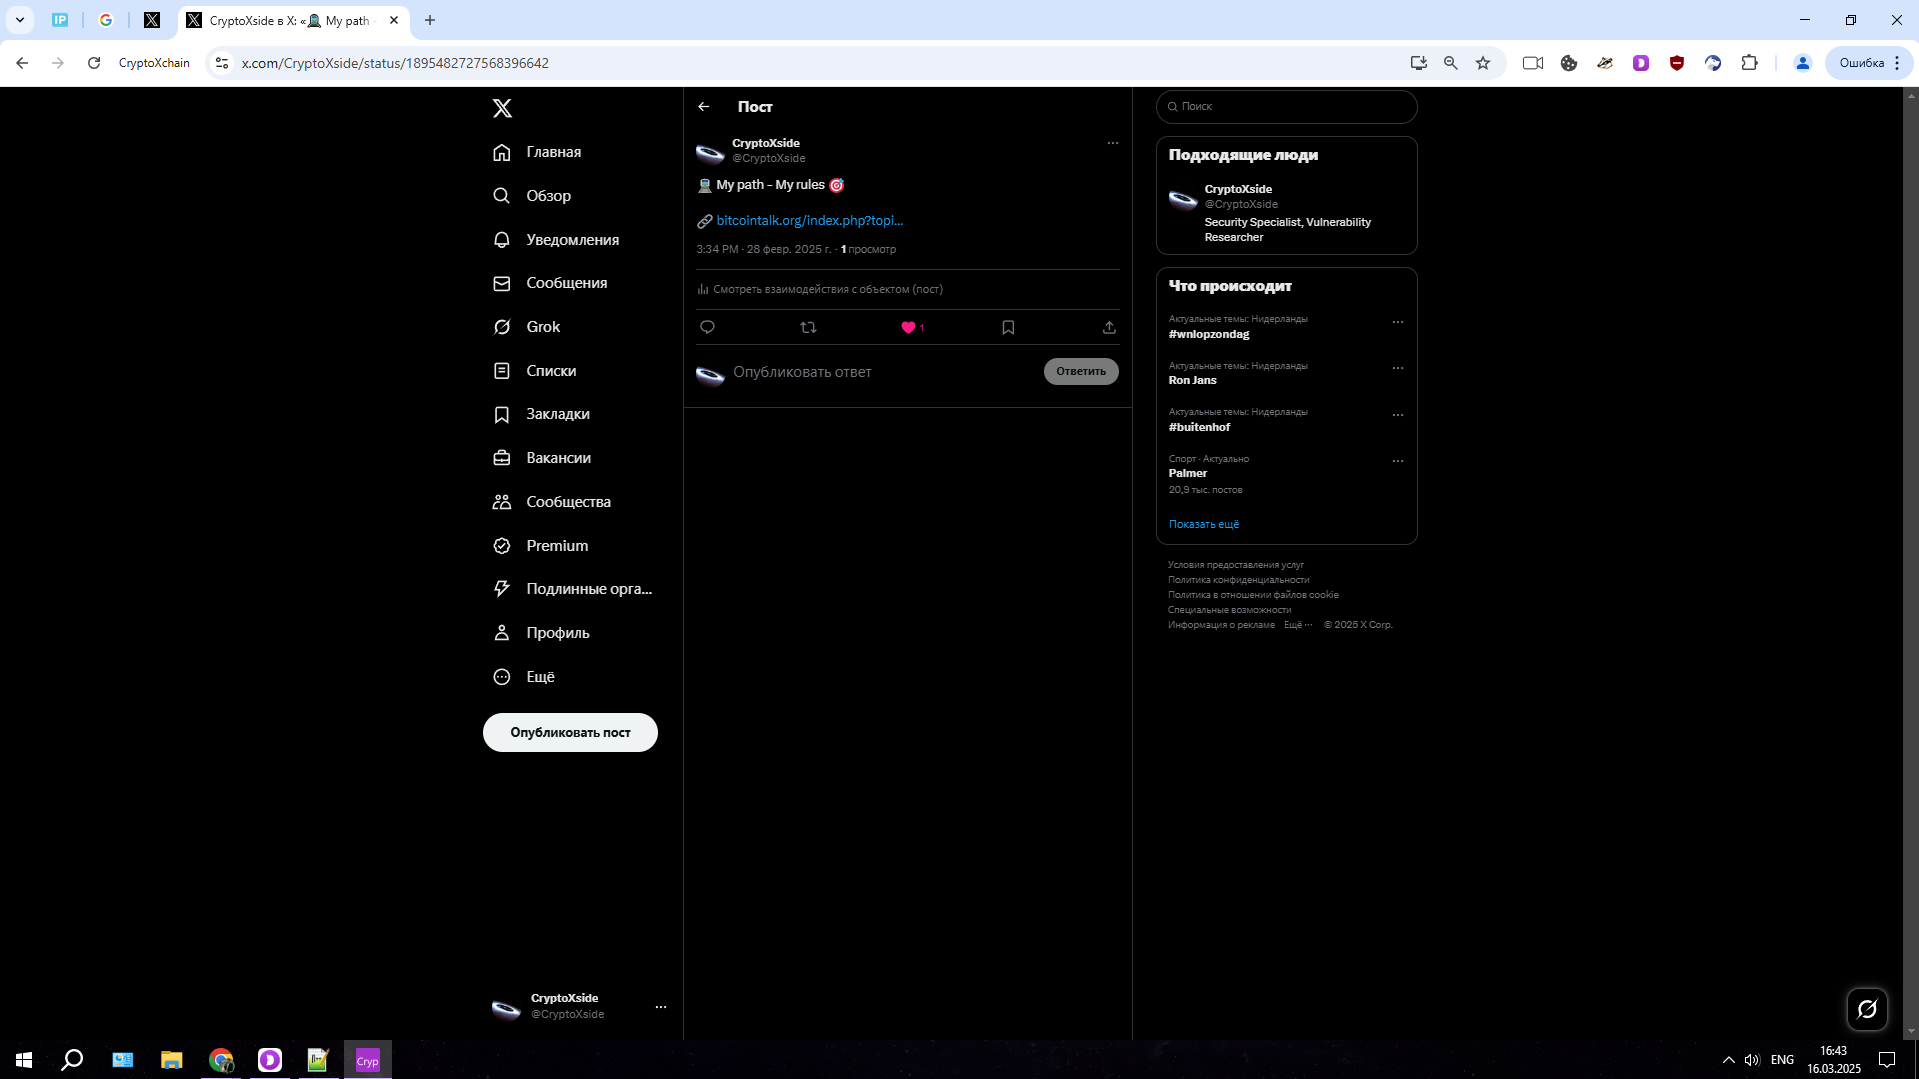 IP
CryptoXside в X: «🥷 My path -
CryptoXchain
x.com/CryptoXside/status/1895482727568396642
Ошибка
Главная
Обзор
Уведомления
Сообщения
Grok
Списки
Закладки
Вакансии
Сообщества
Premium
Подлинные орга...
Профиль
Ещё
Опубликовать пост
CryptoXside
@CryptoXside
Пост
CryptoXside
@CryptoXside
My path - My rules 🎯
🔗 bitcointalk.org/index.php?topi...
3:34 PM · 28 февр. 2025 г. · 1 просмотр
Смотреть взаимодействия с объектом (пост)
1
Опубликовать ответ
Ответить
Поиск
Подходящие люди
CryptoXside
@CryptoXside
Security Specialist, Vulnerability
Researcher
Что происходит
Актуальные темы: Нидерланды
#wnlopzondag
Актуальные темы: Нидерланды
Ron Jans
Актуальные темы: Нидерланды
#buitenhof
Спорт · Актуально
Palmer
20,9 тыс. постов
Показать ещё
Условия предоставления услуг
Политика конфиденциальности
Политика в отношении файлов cookie
Специальные возможности
Информация о рекламе Ещё ··· © 2025 X Corp.
Cryp
ENG
16:43
16.03.2025